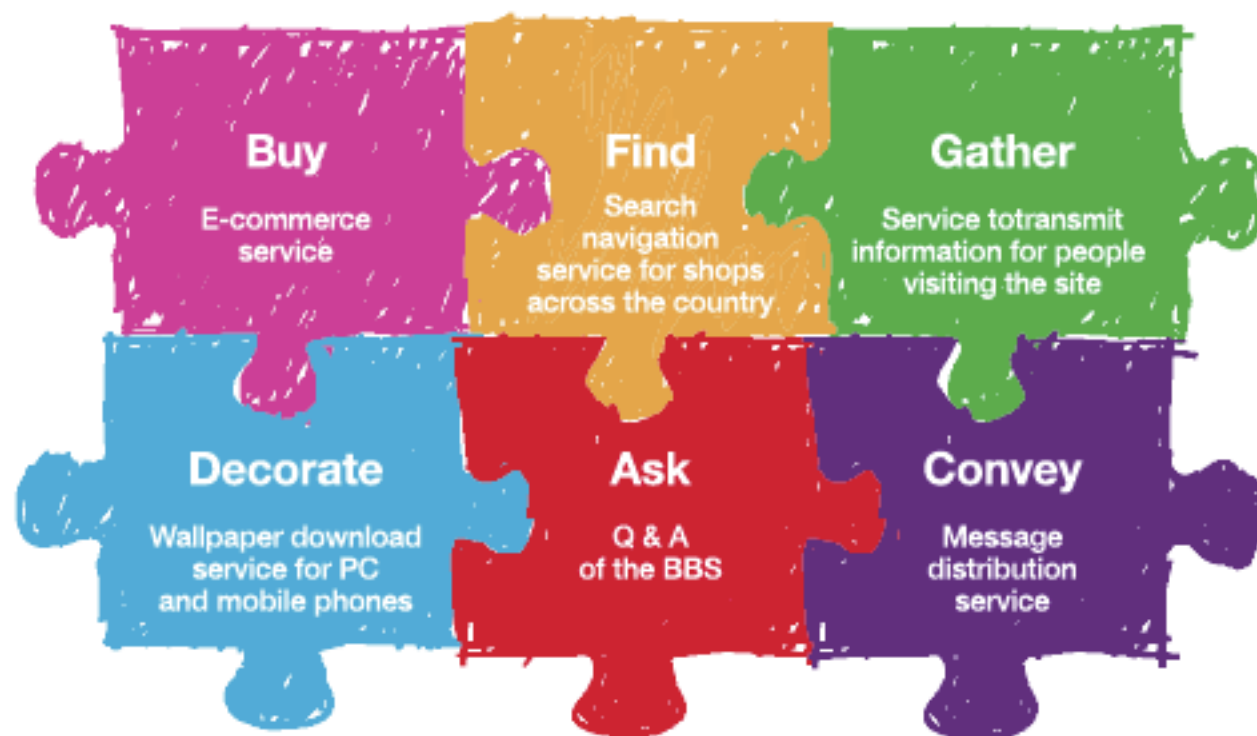 Buy
E-commerce
service
Find
Search
navigation
service for shops
across the country
Gather
Service totransmit
information for people
visiting the site
Decorate
Wallpaper download
service for PC
and mobile phones
Ask
Q & A
of the BBS
Convey
Message
distribution
service